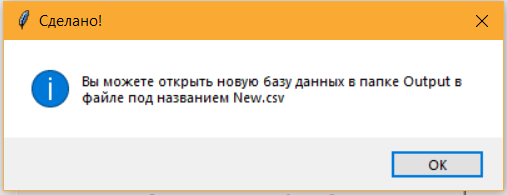 Сделано!
Вы можете открыть новую базу данных в папке Output в
файле под названием New.csv
OK